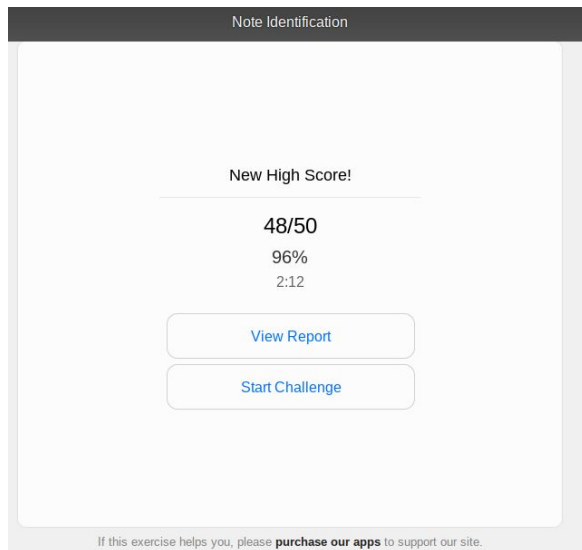 Note Identification
New High Score!
48/50
96%
2:12
View Report
Start Challenge
If this exercise helps you, please purchase our apps to support our site.